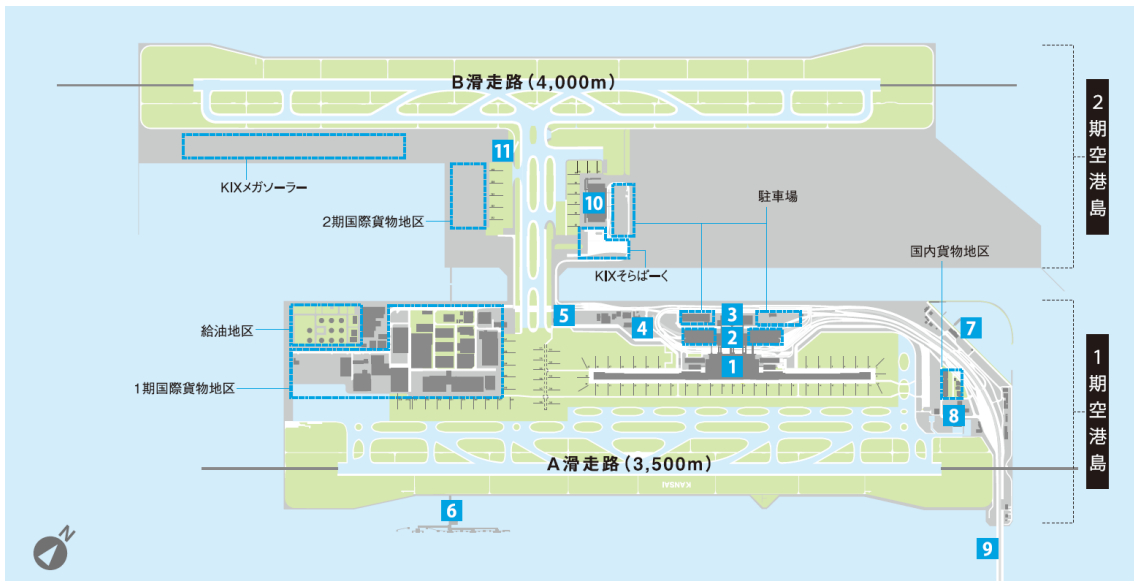 B滑走路(4,000m)
2期空港島
11
KIXメガソーラー
10
駐車場
2期国際貨物地区
国内貨物地区
KIXそらぱーく
5
3
4
7
給油地区
2
1
1期空港島
1期国際貨物地区
8
A滑走路(3,500m)
KANSAI
6
N
9